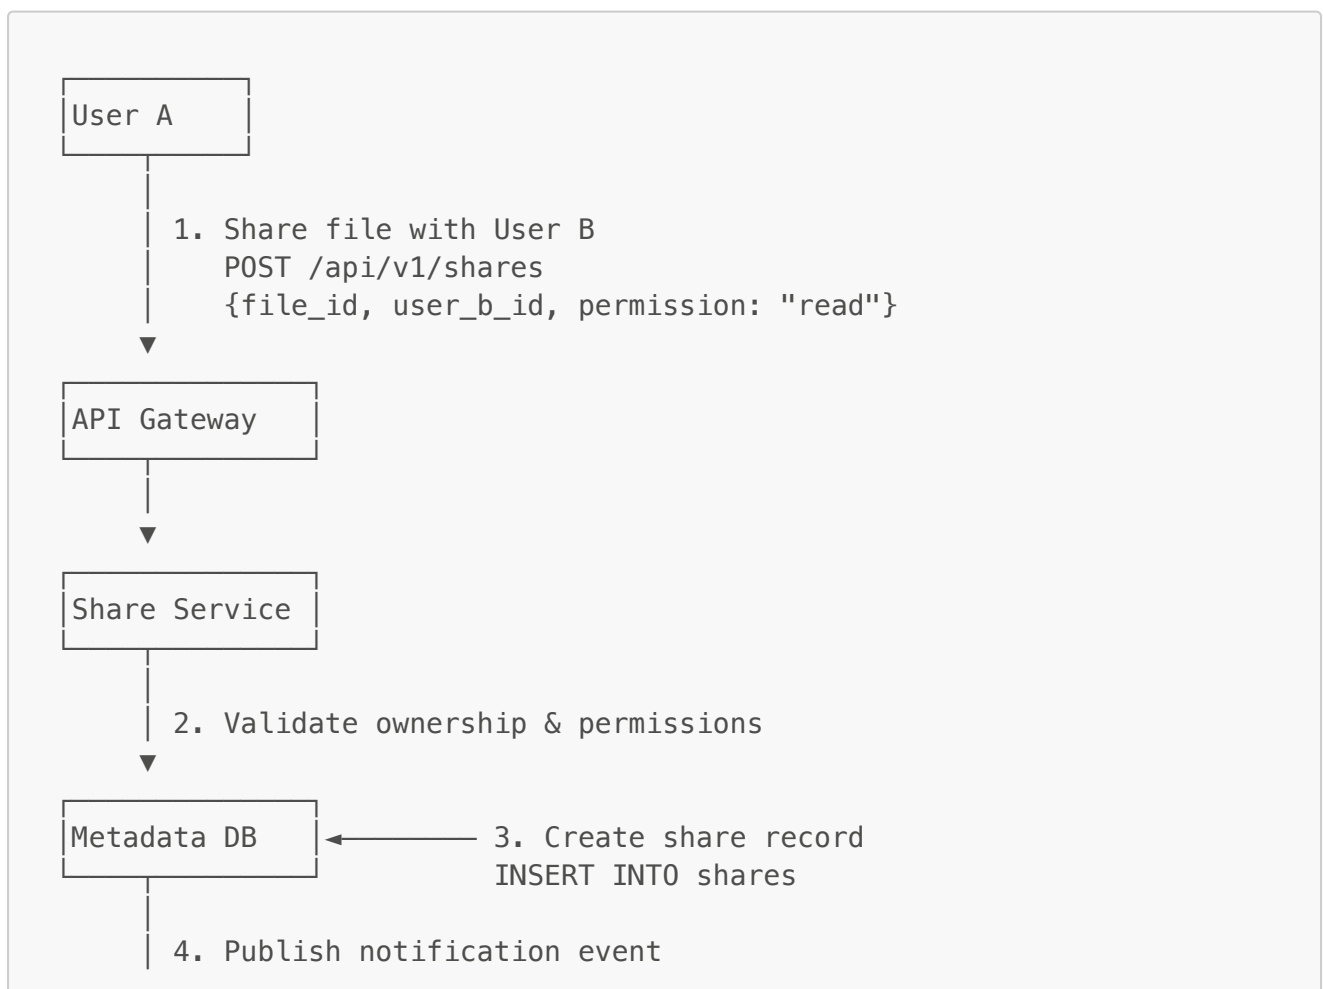 User A
1. Share file with User B
POST /api/v1/shares
{file_id, user_b_id, permission: "read"}
API Gateway
Share Service
2. Validate ownership & permissions
Metadata DB
3. Create share record
INSERT INTO shares
4. Publish notification event